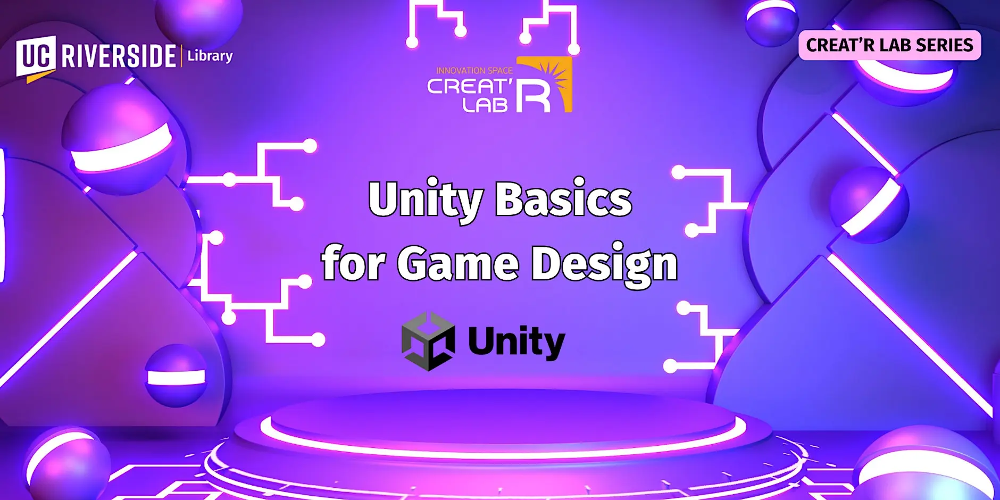 UC RIVERSIDE | Library
CREAT'R LAB SERIES
INNOVATION SPACE
CREAT'R
LAB
Unity Basics
for Game Design
Unity